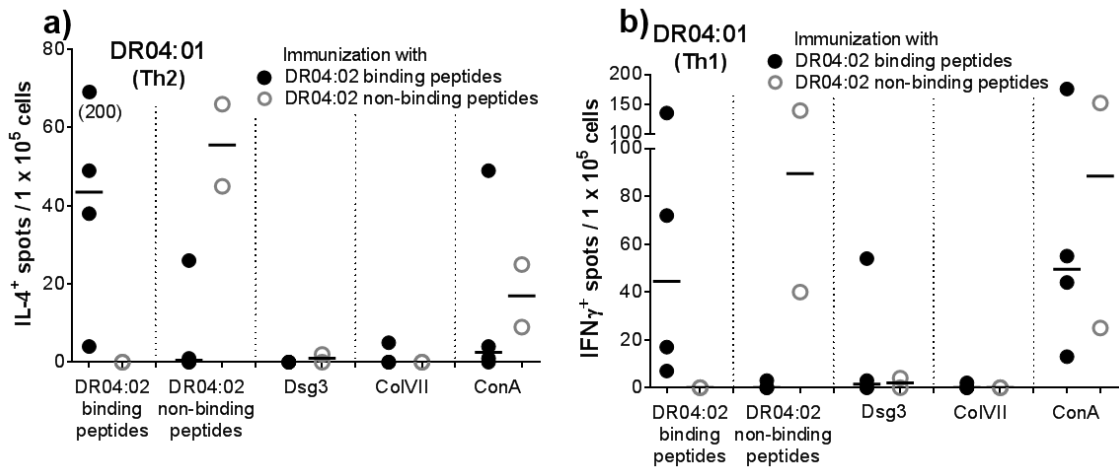 a)
DR04:01
(Th2)
Immunization with
DR04:02 binding peptides
DR04:02 non-binding peptides
IL-4+ spots / 1 x 10⁵ cells
80
60
40
20
0
(200)
DR04:02
binding
peptides
DR04:02
non-binding
peptides
Dsg3
ColVII
ConA
b)
DR04:01
(Th1)
Immunization with
DR04:02 binding peptides
DR04:02 non-binding peptides
IFNγ+ spots / 1 x 10⁵ cells
200
150
100
100
80
60
40
20
0
DR04:02
binding
peptides
DR04:02
non-binding
peptides
Dsg3
ColVII
ConA